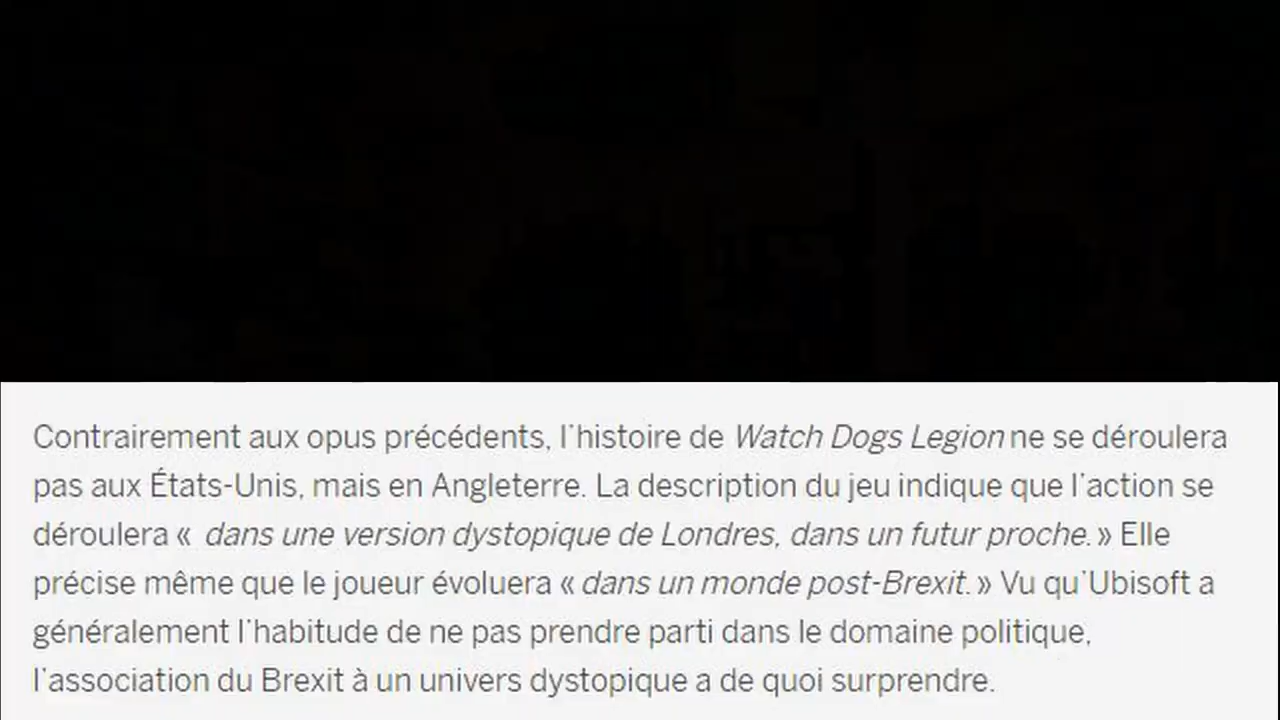 Contrairement aux opus précédents, l'histoire de Watch Dogs Legion ne se déroulera
pas aux États-Unis, mais en Angleterre. La description du jeu indique que l'action se
déroulera « dans une version dystopique de Londres, dans un futur proche. » Elle
précise même que le joueur évoluera « dans un monde post-Brexit. » Vu qu'Ubisoft a
généralement l'habitude de ne pas prendre parti dans le domaine politique,
l'association du Brexit à un univers dystopique a de quoi surprendre.